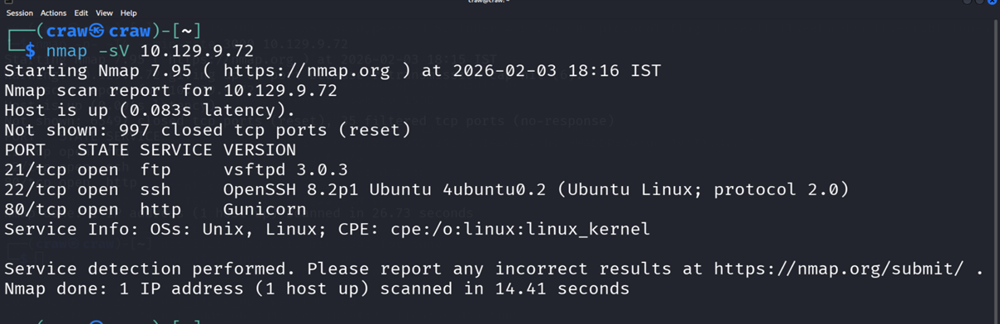 craw@craw: ~
Session Actions Edit View Help
┌──(craw㉿craw)-[~]
└─$ nmap -sV 10.129.9.72
Starting Nmap 7.95 ( https://nmap.org ) at 2026-02-03 18:16 IST
Nmap scan report for 10.129.9.72
Host is up (0.083s latency).
Not shown: 997 closed tcp ports (reset)
PORT   STATE SERVICE VERSION
21/tcp open  ftp     vsftpd 3.0.3
22/tcp open  ssh     OpenSSH 8.2p1 Ubuntu 4ubuntu0.2 (Ubuntu Linux; protocol 2.0)
80/tcp open  http    Gunicorn
Service Info: OSs: Unix, Linux; CPE: cpe:/o:linux:linux_kernel
Service detection performed. Please report any incorrect results at https://nmap.org/submit/ .
Nmap done: 1 IP address (1 host up) scanned in 14.41 seconds
┌──(craw㉿craw)-[~]